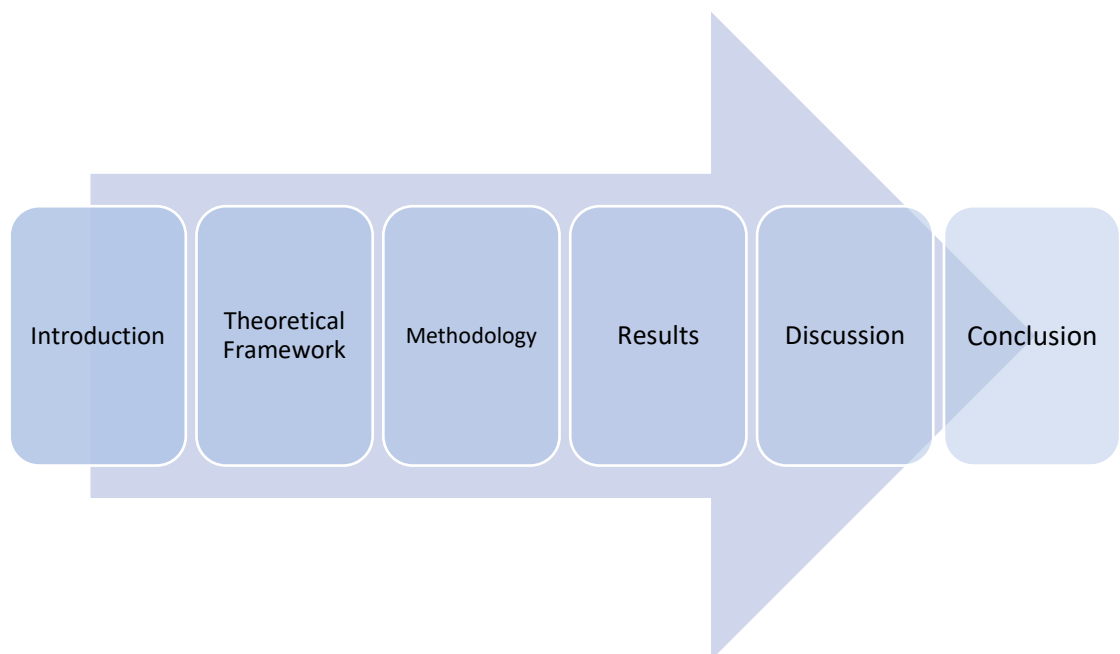 Introduction
Theoretical
Framework
Methodology
Results
Discussion
Conclusion